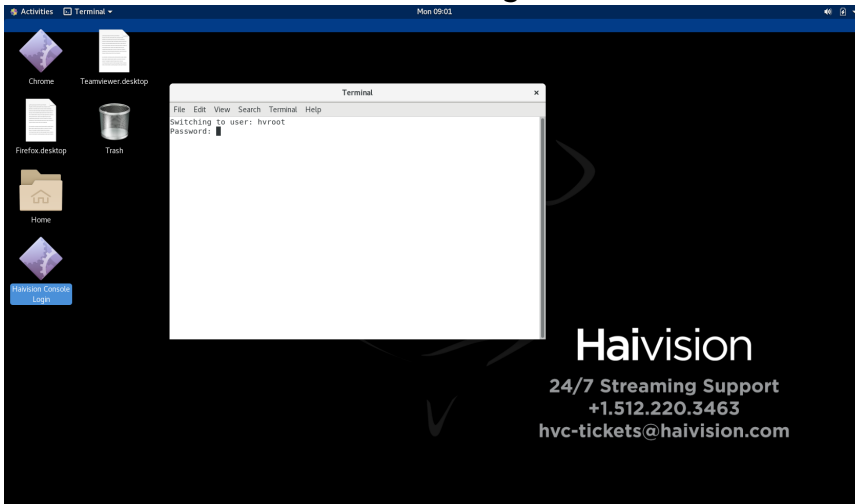 Activities Terminal Mon 09:01
Chrome Teamviewer.desktop
Terminal
File Edit View Search Terminal Help
Switching to user: hvroot
Password:
Firefox.desktop Trash
Home
Haivision Console
Login
Haivision
24/7 Streaming Support
+1.512.220.3463
hvc-tickets@haivision.com